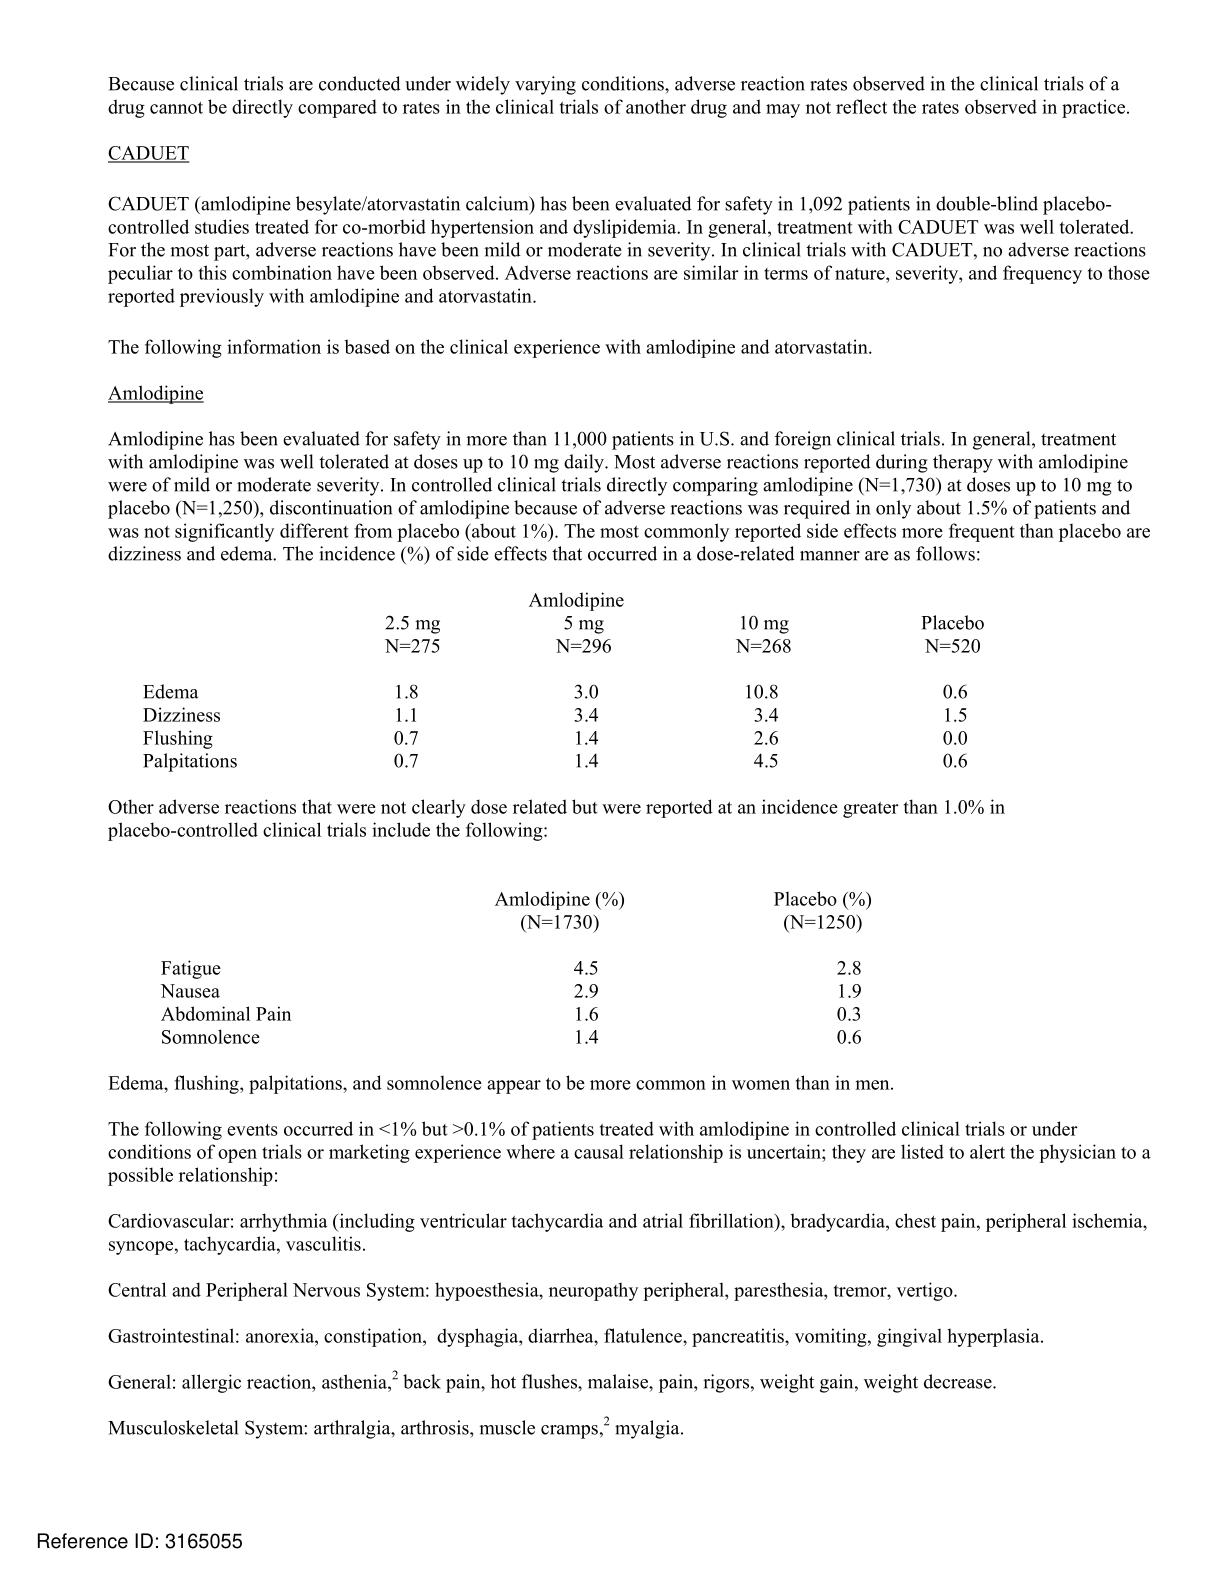 Because clinical trials are conducted under widely varying conditions, adverse reaction rates observed in the clinical trials of a
drug cannot be directly compared to rates in the clinical trials of another drug and may not reflect the rates observed in practice.
CADUET
CADUET (amlodipine besylate/atorvastatin calcium) has been evaluated for safety in 1,092 patients in double-blind placebo-
controlled studies treated for co-morbid hypertension and dyslipidemia. In general, treatment with CADUET was well tolerated.
For the most part, adverse reactions have been mild or moderate in severity. In clinical trials with CADUET, no adverse reactions
peculiar to this combination have been observed. Adverse reactions are similar in terms of nature, severity, and frequency to those
reported previously with amlodipine and atorvastatin.
The following information is based on the clinical experience with amlodipine and atorvastatin.
Amlodipine
Amlodipine has been evaluated for safety in more than 11,000 patients in U.S. and foreign clinical trials. In general, treatment
with amlodipine was well tolerated at doses up to 10 mg daily. Most adverse reactions reported during therapy with amlodipine
were of mild or moderate severity. In controlled clinical trials directly comparing amlodipine (N=1,730) at doses up to 10 mg to
placebo (N=1,250), discontinuation of amlodipine because of adverse reactions was required in only about 1.5% of patients and
was not significantly different from placebo (about 1%). The most commonly reported side effects more frequent than placebo are
dizziness and edema. The incidence (%) of side effects that occurred in a dose-related manner are as follows:
Amlodipine
2.5 mg 5 mg 10 mg Placebo
N=275 N=296 N=268 N=520
Edema 1.8 3.0 10.8 0.6
Dizziness 1.1 3.4 3.4 1.5
Flushing 0.7 1.4 2.6 0.0
Palpitations 0.7 1.4 4.5 0.6
Other adverse reactions that were not clearly dose related but were reported at an incidence greater than 1.0% in
placebo-controlled clinical trials include the following:
Amlodipine (%) Placebo (%)
(N=1730) (N=1250)
Fatigue 4.5 2.8
Nausea 2.9 1.9
Abdominal Pain 1.6 0.3
Somnolence 1.4 0.6
Edema, flushing, palpitations, and somnolence appear to be more common in women than in men.
The following events occurred in <1% but >0.1% of patients treated with amlodipine in controlled clinical trials or under
conditions of open trials or marketing experience where a causal relationship is uncertain; they are listed to alert the physician to a
possible relationship:
Cardiovascular: arrhythmia (including ventricular tachycardia and atrial fibrillation), bradycardia, chest pain, peripheral ischemia,
syncope, tachycardia, vasculitis.
Central and Peripheral Nervous System: hypoesthesia, neuropathy peripheral, paresthesia, tremor, vertigo.
Gastrointestinal: anorexia, constipation, dysphagia, diarrhea, flatulence, pancreatitis, vomiting, gingival hyperplasia.
General: allergic reaction, asthenia,² back pain, hot flushes, malaise, pain, rigors, weight gain, weight decrease.
Musculoskeletal System: arthralgia, arthrosis, muscle cramps,² myalgia.
Reference ID: 3165055